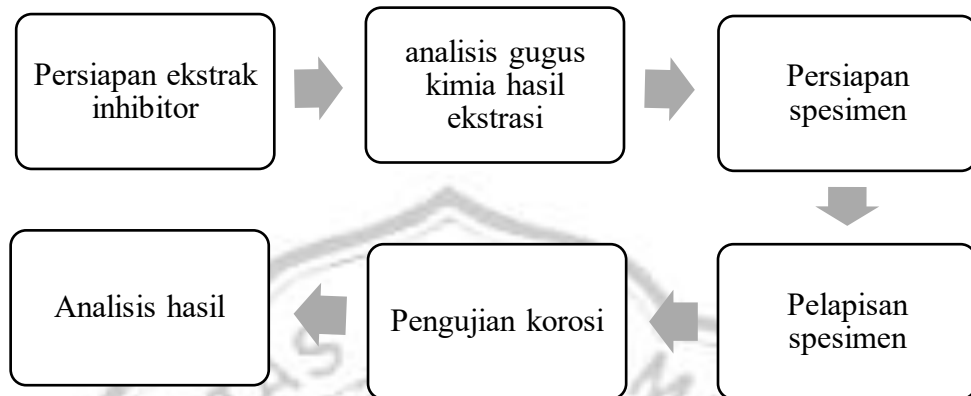 Persiapan ekstrak
inhibitor
analisis gugus
kimia hasil
ekstrasi
Persiapan
spesimen
Pelapisan
spesimen
Pengujian korosi
Analisis hasil